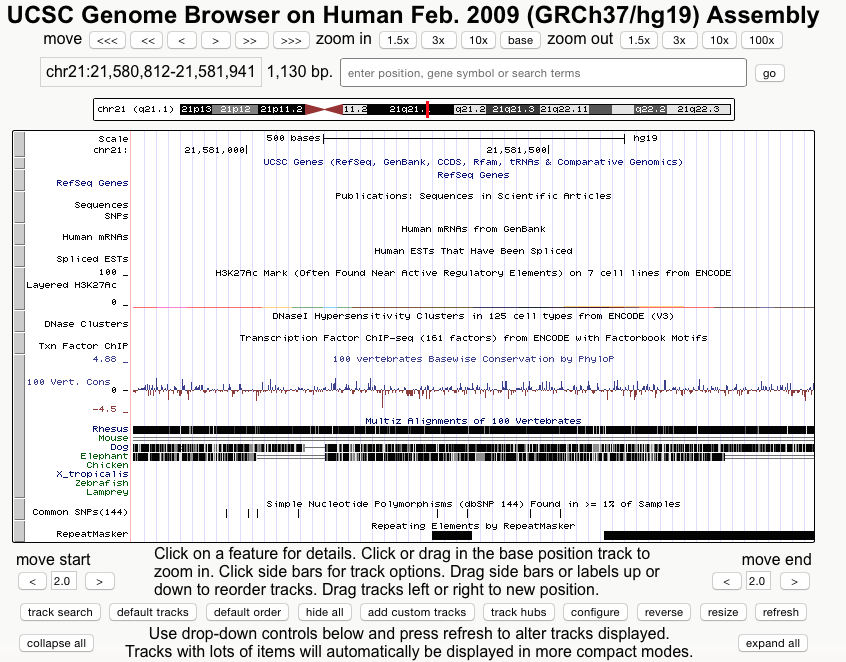 UCSC Genome Browser on Human Feb. 2009 (GRCh37/hg19) Assembly
move <<< << < > >> >>> zoom in 1.5x 3x 10x base zoom out 1.5x 3x 10x 100x
chr21:21,580,812-21,581,941 1,130 bp. enter position, gene symbol or search terms go
chr21 (q21.1) 21p13 21p12 21p11.2 11.2 21q21. q21.2 21q21.3 21q22.11 q22.2 21q22.3
Scale 500 bases hg19
chr21: 21,581,000 21,581,500
UCSC Genes (RefSeq, GenBank, CCDS, Rfam, tRNAs & Comparative Genomics)
RefSeq Genes
RefSeq Genes
Publications: Sequences in Scientific Articles
Sequences
SNPs
Human mRNAs from GenBank
Human mRNAs
Human ESTs That Have Been Spliced
Spliced ESTs
H3K27Ac Mark (Often Found Near Active Regulatory Elements) on 7 cell lines from ENCODE
100 _
Layered H3K27Ac
0 _
DNaseI Hypersensitivity Clusters in 125 cell types from ENCODE (V3)
DNase Clusters
Transcription Factor ChIP-seq (161 factors) from ENCODE with Factorbook Motifs
Txn Factor ChIP
100 vertebrates Basewise Conservation by PhyloP
4.88 _
100 Vert. Cons
0 -
-4.5 _
Multiz Alignments of 100 Vertebrates
Rhesus
Mouse
Dog
Elephant
Chicken
X_tropicalis
Zebrafish
Lamprey
Simple Nucleotide Polymorphisms (dbSNP 144) Found in >= 1% of Samples
Common SNPs(144)
Repeating Elements by RepeatMasker
RepeatMasker
move start
< 2.0 >
Click on a feature for details. Click or drag in the base position track to
zoom in. Click side bars for track options. Drag side bars or labels up or
down to reorder tracks. Drag tracks left or right to new position.
move end
< 2.0 >
track search default tracks default order hide all add custom tracks track hubs configure reverse resize refresh
collapse all
Use drop-down controls below and press refresh to alter tracks displayed.
Tracks with lots of items will automatically be displayed in more compact modes.
expand all